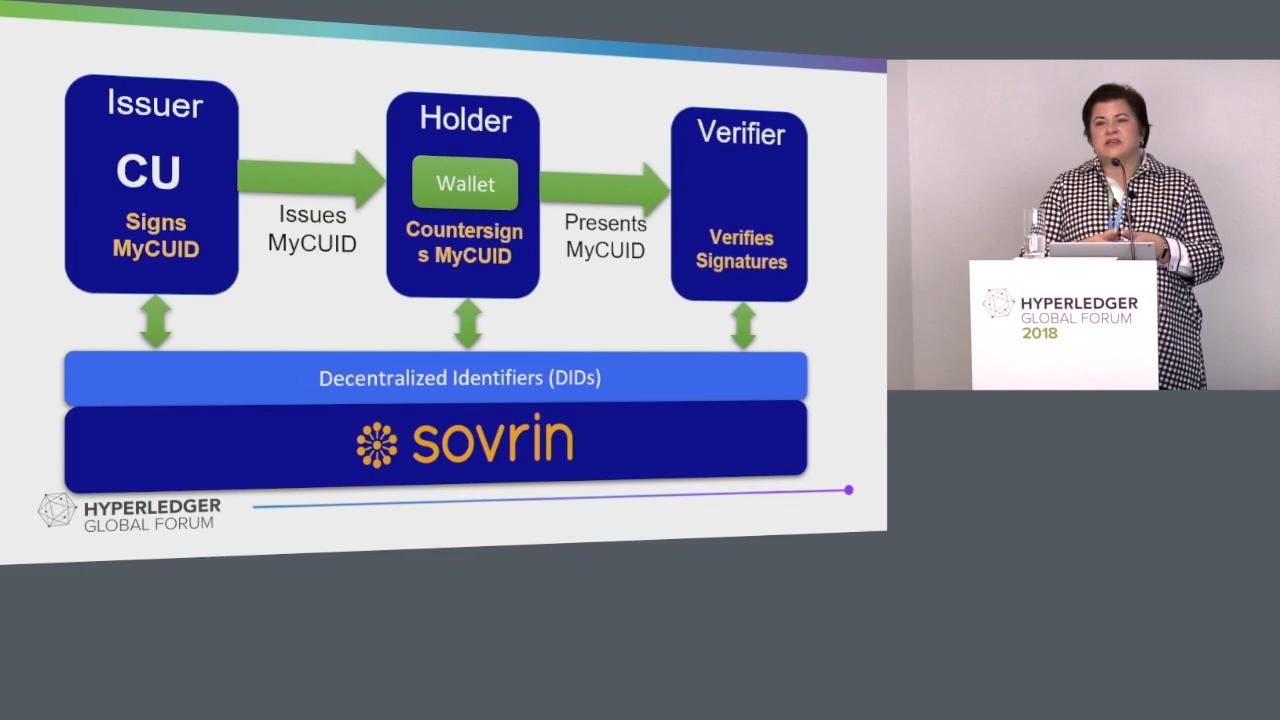 Issuer
CU
Signs
MyCUID
Issues
MyCUID
Holder
Wallet
Countersign
s MyCUID
Presents
MyCUID
Verifier
Verifies
Signatures
Decentralized Identifiers (DIDs)
sovrin
HYPERLEDGER
GLOBAL FORUM
HYPERLEDGER
GLOBAL FORUM
2018